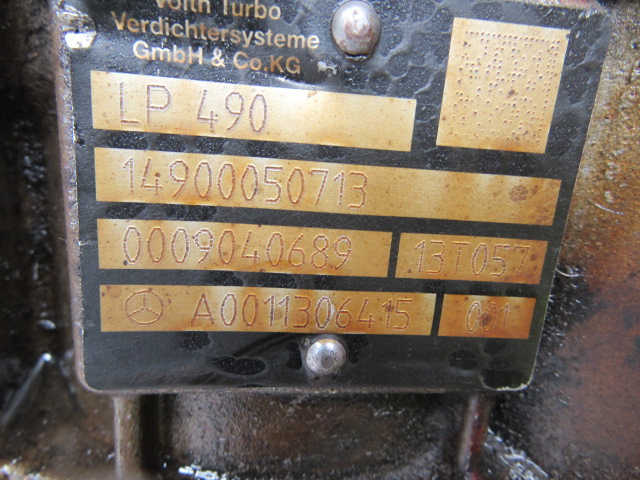 Voith Turbo
Verdichtersysteme
GmbH & Co.KG
LP 490
14900050713
0009040689 13T057
A0011306415 001